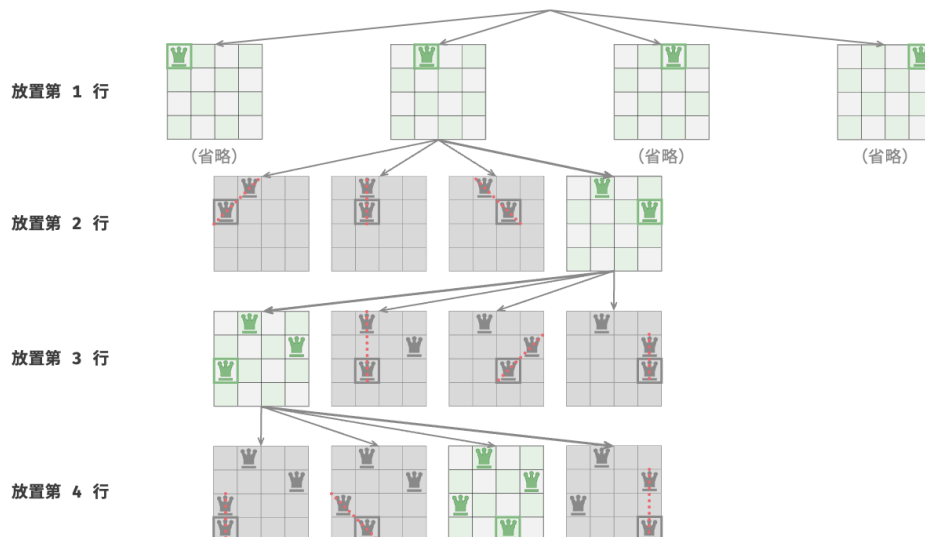 放置第 1 行
(省略)
(省略)
(省略)
放置第 2 行
放置第 3 行
放置第 4 行